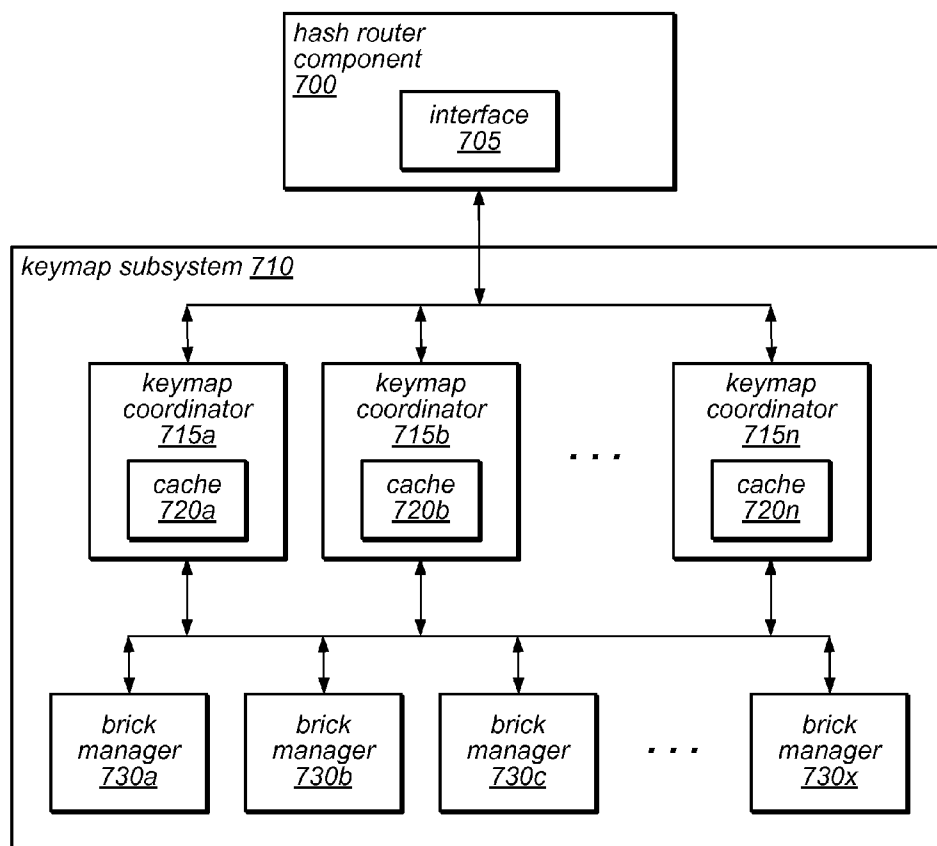 hash router
component
700
interface
705
keymap subsystem 710
keymap
coordinator
715a
cache
720a
keymap
coordinator
715b
cache
720b
. . .
keymap
coordinator
715n
cache
720n
brick
manager
730a
brick
manager
730b
brick
manager
730c
. . .
brick
manager
730x